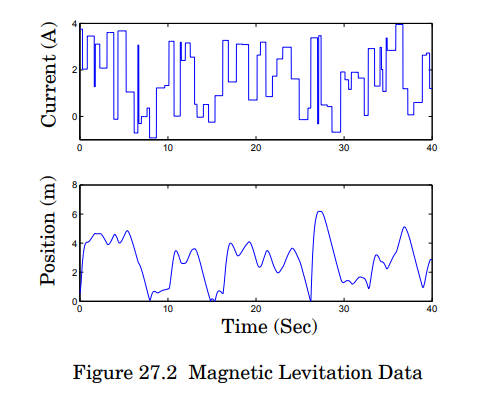 Current (A)
4
2
0
0 10 20 30 40
Position (m)
8
6
4
2
0
0 10 20 30 40
Time (Sec)
Figure 27.2 Magnetic Levitation Data